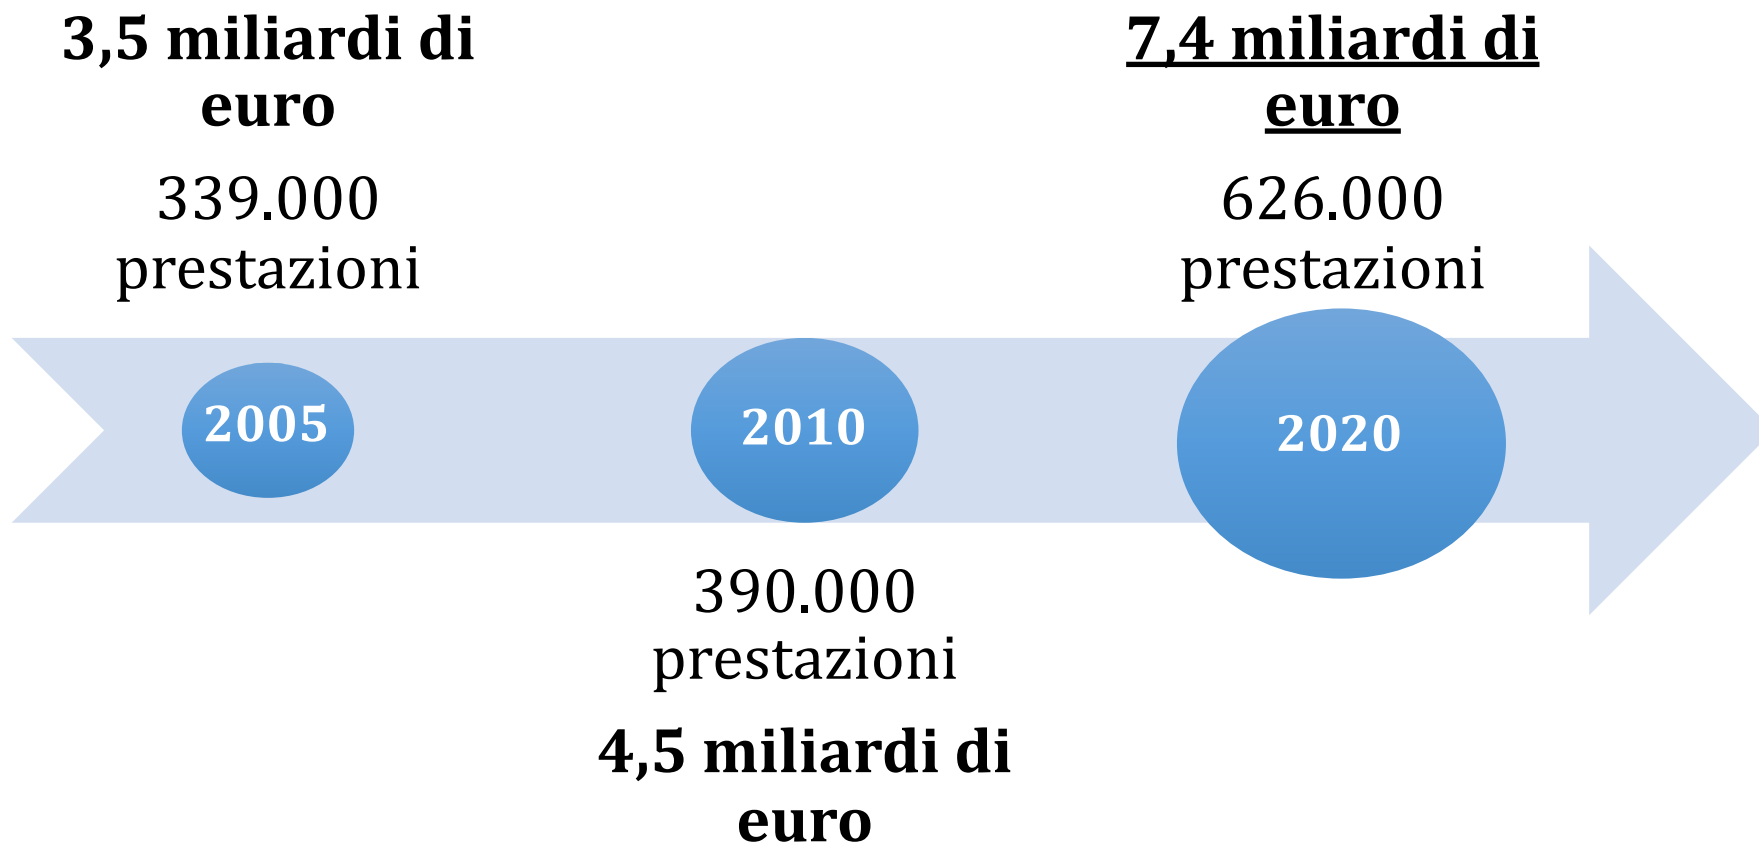 3,5 miliardi di
euro
339.000
prestazioni
2005
2010
390.000
prestazioni
4,5 miliardi di
euro
7,4 miliardi di
euro
626.000
prestazioni
2020